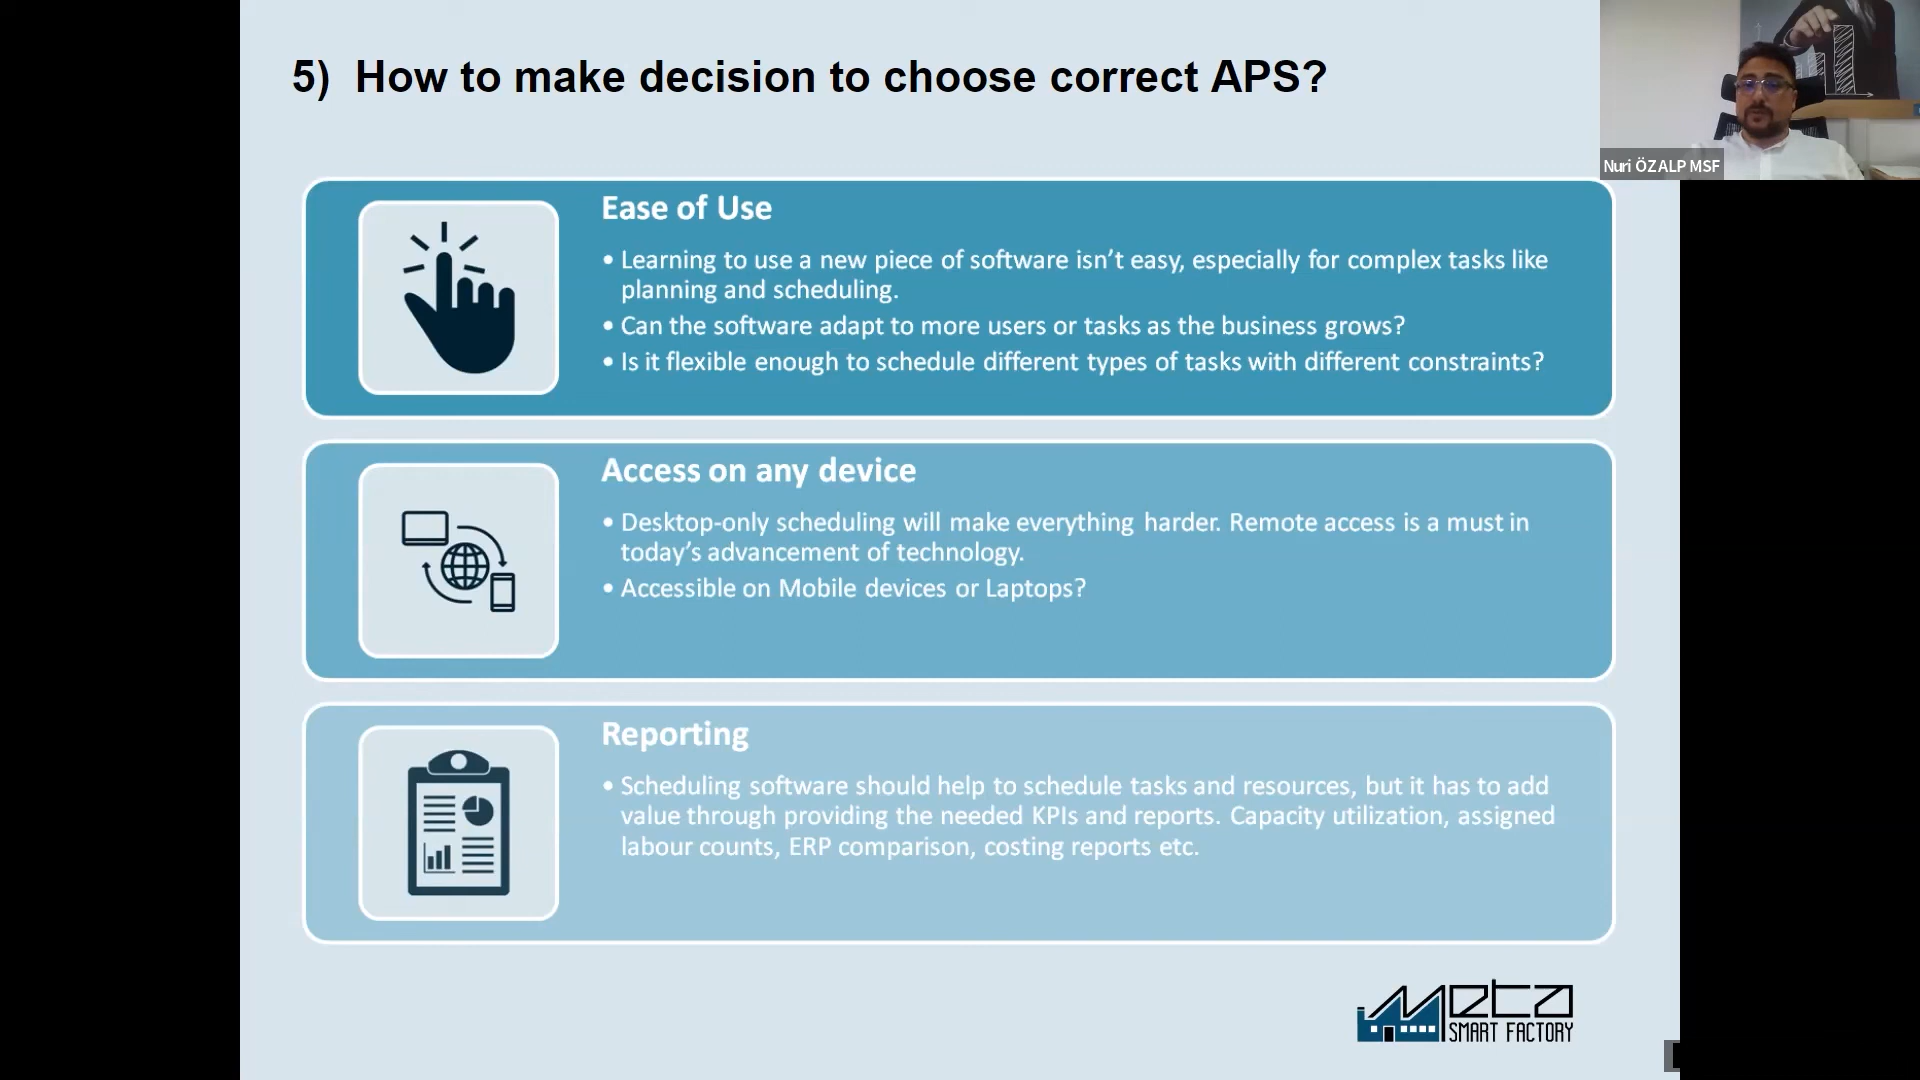 5) How to make decision to choose correct APS?
Nuri ÖZALP MSF
Ease of Use
• Learning to use a new piece of software isn’t easy, especially for complex tasks like
planning and scheduling.
• Can the software adapt to more users or tasks as the business grows?
• Is it flexible enough to schedule different types of tasks with different constraints?
Access on any device
• Desktop-only scheduling will make everything harder. Remote access is a must in
today’s advancement of technology.
• Accessible on Mobile devices or Laptops?
Reporting
• Scheduling software should help to schedule tasks and resources, but it has to add
value through providing the needed KPIs and reports. Capacity utilization, assigned
labour counts, ERP comparison, costing reports etc.
Meta
SMART FACTORY